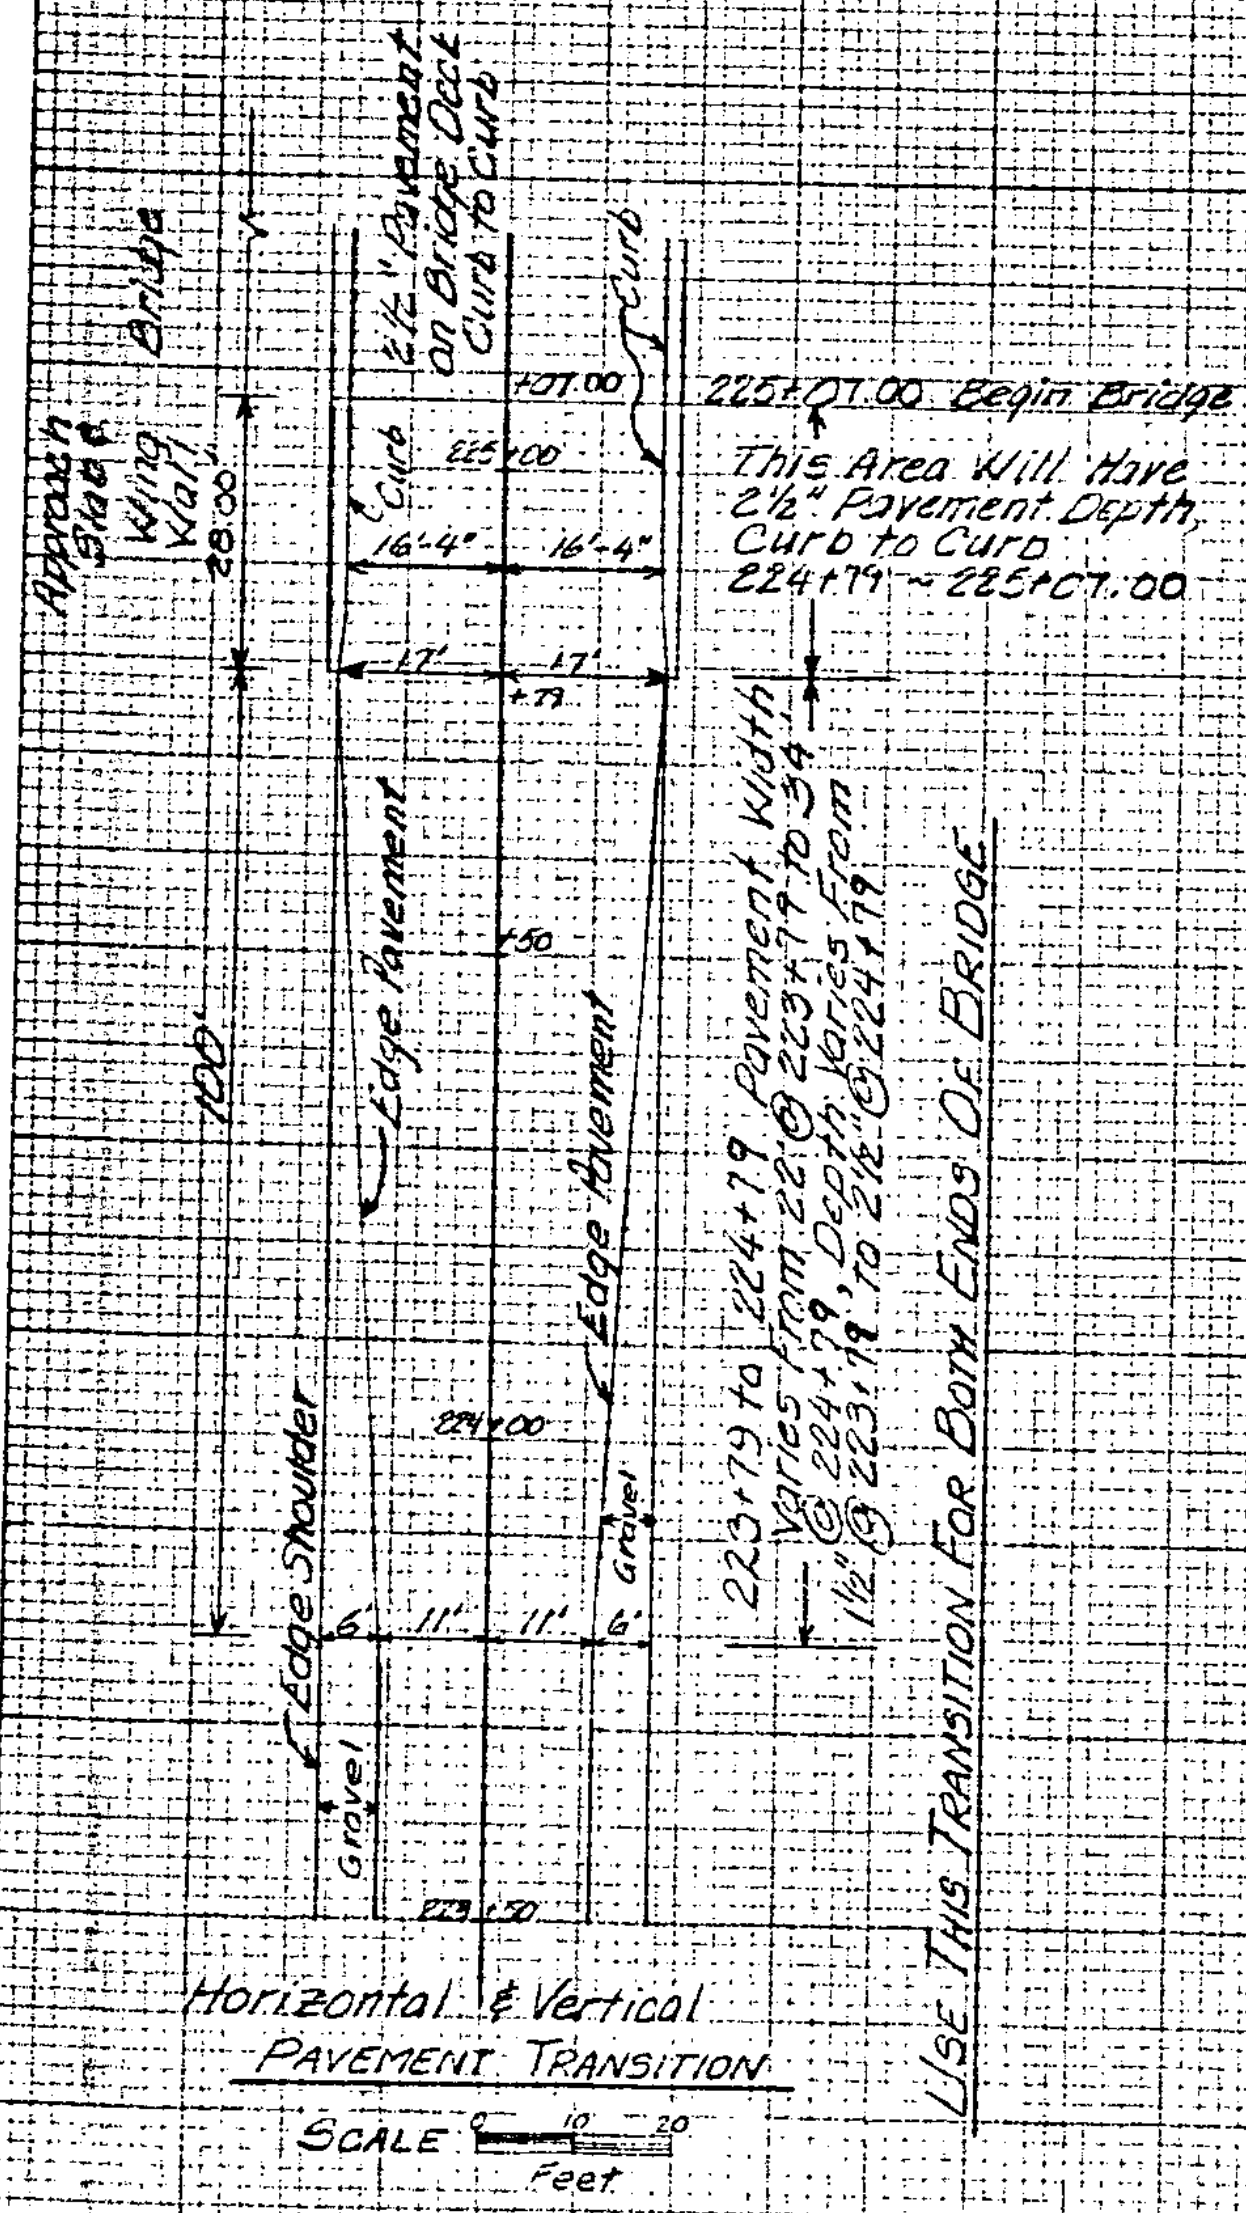 2½" Pavement
On Bridge Deck
Curb to Curb
Bridge
Approach
Slab &
Wing
Wall
28.00'
Curb
+07.00
225+07.00 Begin Bridge
225+00
Curb
This Area Will Have
2½" Pavement Depth,
Curb to Curb
224+79 ~ 225+07.00
16'-4" 16'-4"
17' 17'
+79
Edge Pavement
+50
100'
Edge Pavement
223+79 to 224+79 Pavement Width
Varies From 22' @ 223+79 to 34'
@ 224+79, Depth Varies From
1½" @ 223+79 to 2½" @ 224+79
USE THIS TRANSITION FOR BOTH ENDS OF BRIDGE
224+00
Edge Shoulder
Gravel
6' 11' 11' 6'
Gravel
223+50
Horizontal & Vertical
PAVEMENT TRANSITION
SCALE 0 10 20
Feet